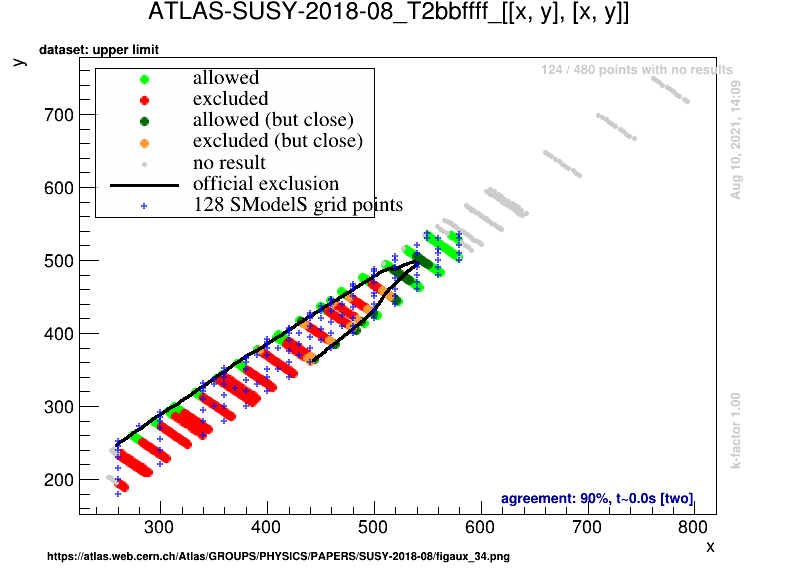 ATLAS-SUSY-2018-08_T2bbffff_[[x, y], [x, y]]
dataset: upper limit
y
124 / 480 points with no results
allowed
excluded
allowed (but close)
excluded (but close)
no result
official exclusion
128 SModelS grid points
700
600
500
400
300
200
Aug 10, 2021, 14:09
k-factor 1.00
agreement: 90%, t~0.0s [two]
300 400 500 600 700 800
x
https://atlas.web.cern.ch/Atlas/GROUPS/PHYSICS/PAPERS/SUSY-2018-08/figaux_34.png